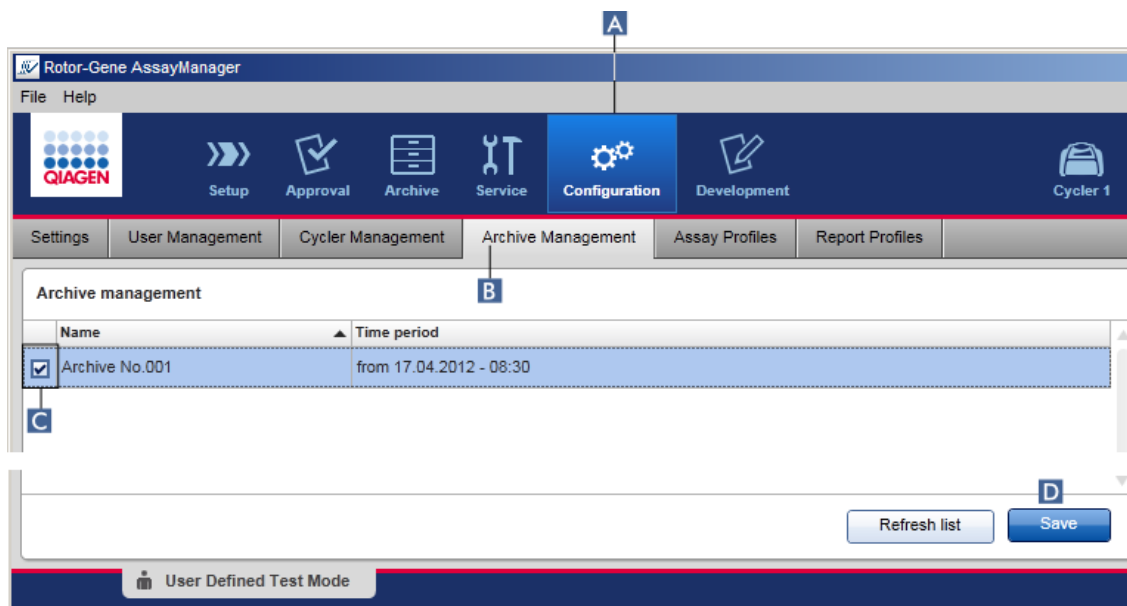 A
Rotor-Gene AssayManager
File Help
QIAGEN
Setup Approval Archive Service Configuration Development Cycler 1
Settings User Management Cycler Management Archive Management Assay Profiles Report Profiles
Archive management
B
Name Time period
Archive No.001 from 17.04.2012 - 08:30
C
D
Refresh list Save
User Defined Test Mode